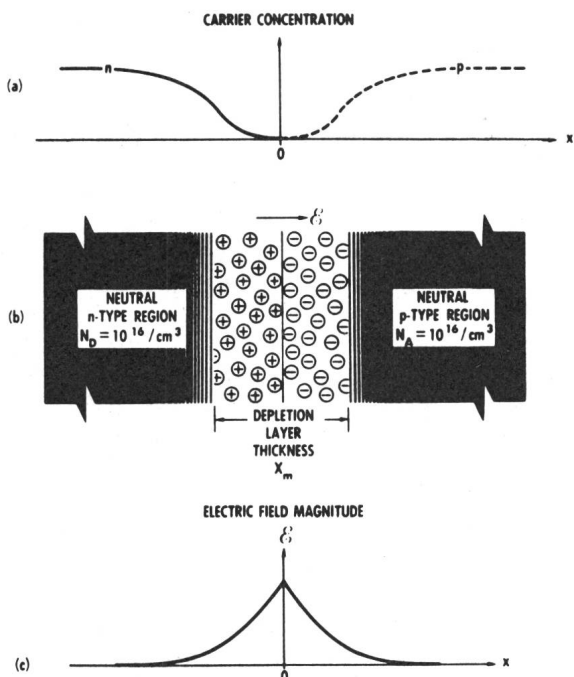 CARRIER CONCENTRATION
n
p
(a)
0
x
ℰ
NEUTRAL
n-TYPE REGION
N_D = 10^16/cm^3
NEUTRAL
p-TYPE REGION
N_A = 10^16/cm^3
(b)
DEPLETION
LAYER
THICKNESS
X_m
ELECTRIC FIELD MAGNITUDE
ℰ
(c)
0
x